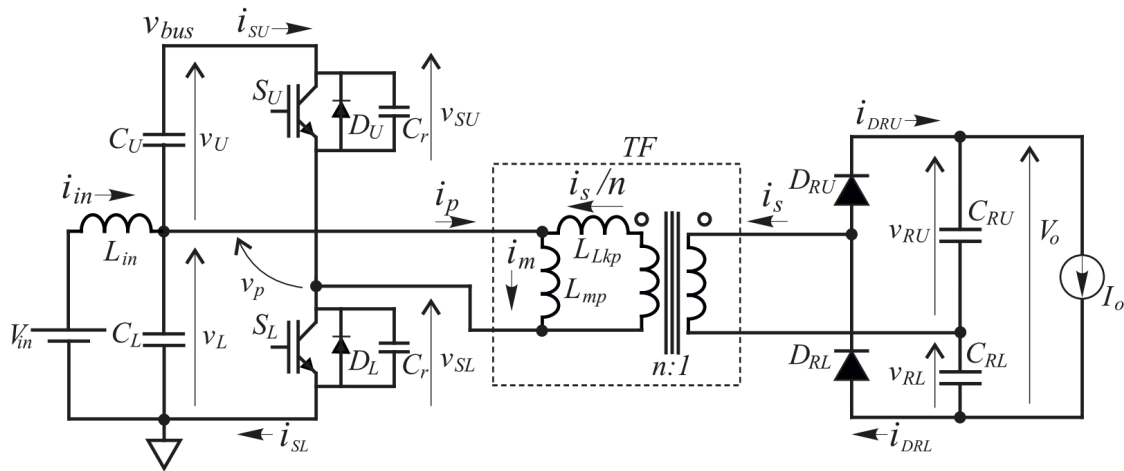 v_bus
i_SU
S_U
D_U
C_r
v_SU
C_U
v_U
i_in
L_in
v_p
i_p
TF
i_s/n
i_s
i_m
L_Lkp
L_mp
n:1
V_in
C_L
v_L
S_L
D_L
C_r
v_SL
i_SL
i_DRU
D_RU
v_RU
C_RU
V_o
I_o
D_RL
v_RL
C_RL
i_DRL